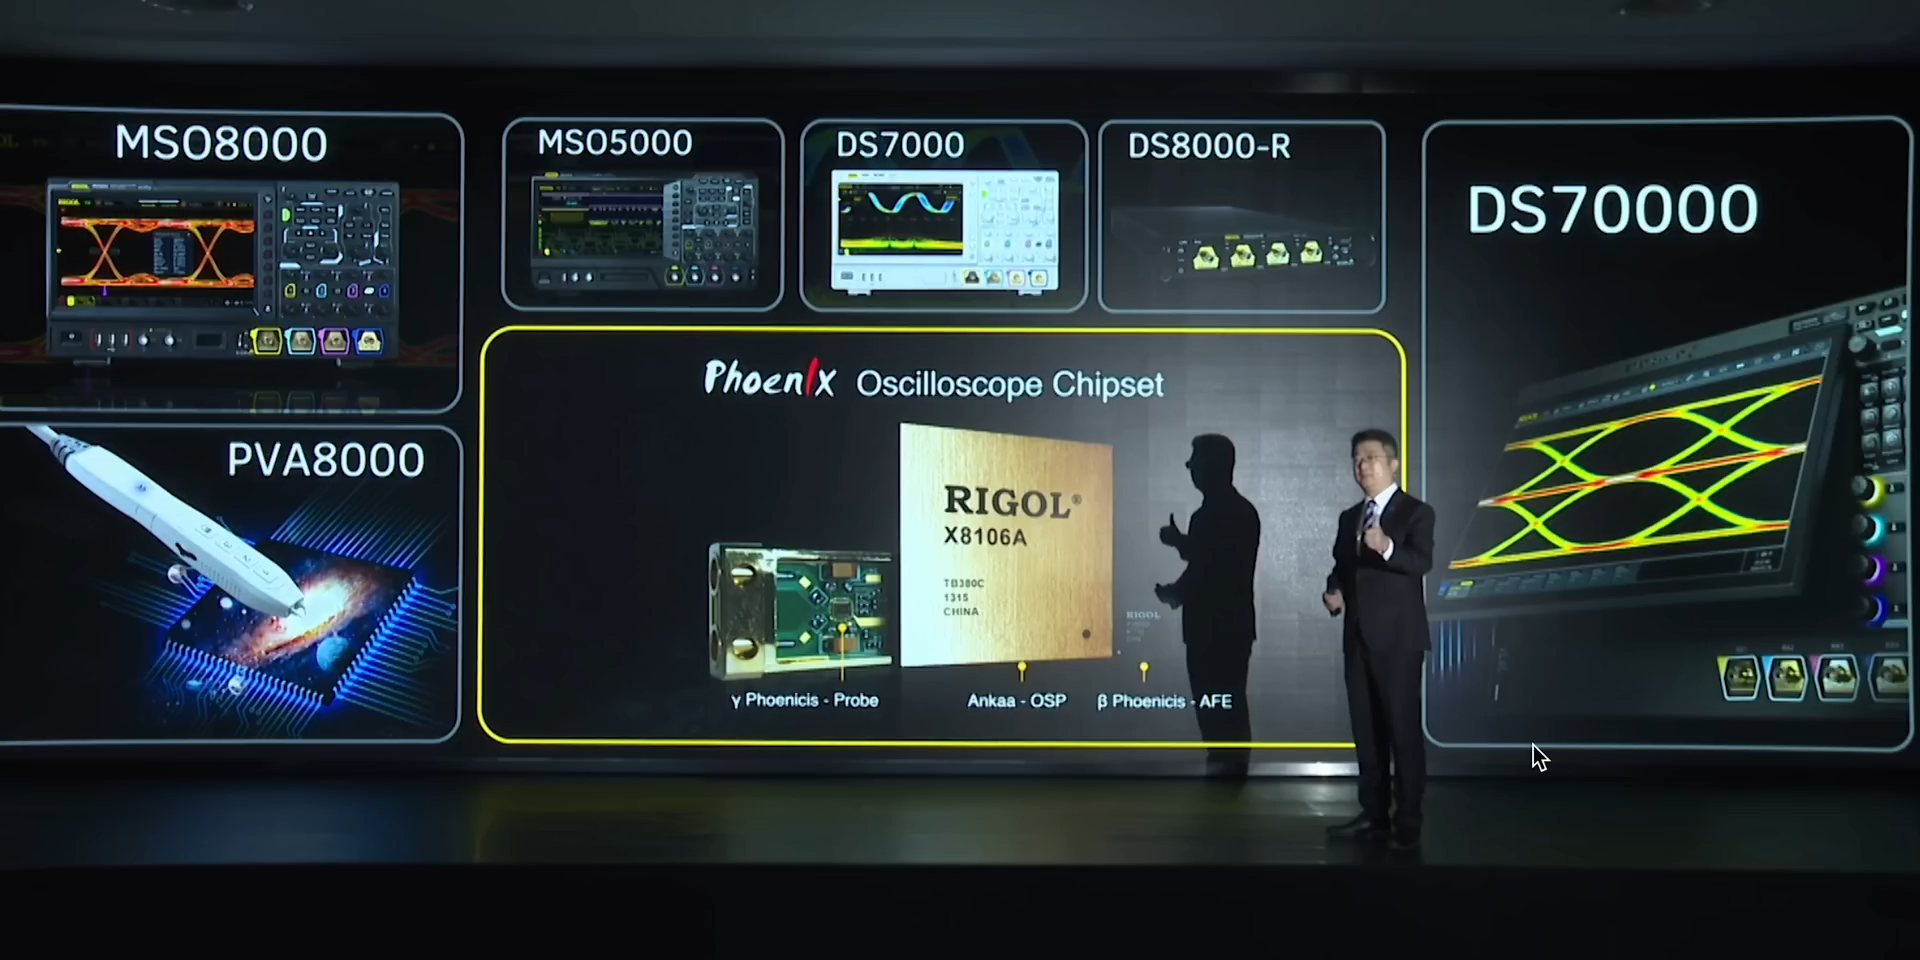 MSO8000
MSO5000
DS7000
DS8000-R
DS70000
PVA8000
PhoenIx Oscilloscope Chipset
RIGOL®
X8106A
TB380C
1315
CHINA
RIGOL
γ Phoenicis - Probe
Ankaa - OSP
β Phoenicis - AFE